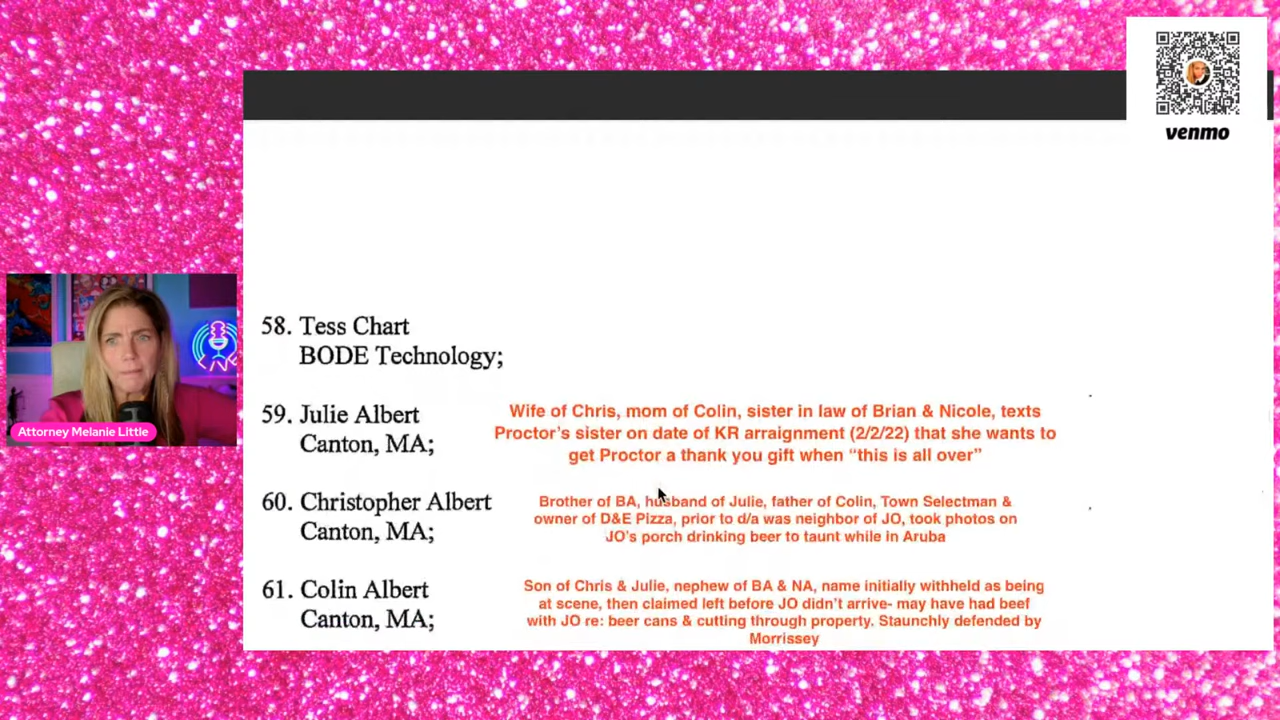 venmo
58. Tess Chart
BODE Technology;
59. Julie Albert
Canton, MA;
Wife of Chris, mom of Colin, sister in law of Brian & Nicole, texts
Proctor's sister on date of KR arraignment (2/2/22) that she wants to
get Proctor a thank you gift when “this is all over”
Attorney Melanie Little
60. Christopher Albert
Canton, MA;
Brother of BA, husband of Julie, father of Colin, Town Selectman &
owner of D&E Pizza, prior to d/a was neighbor of JO, took photos on
JO's porch drinking beer to taunt while in Aruba
61. Colin Albert
Canton, MA;
Son of Chris & Julie, nephew of BA & NA, name initially withheld as being
at scene, then claimed left before JO didn't arrive- may have had beef
with JO re: beer cans & cutting through property. Staunchly defended by
Morrissey